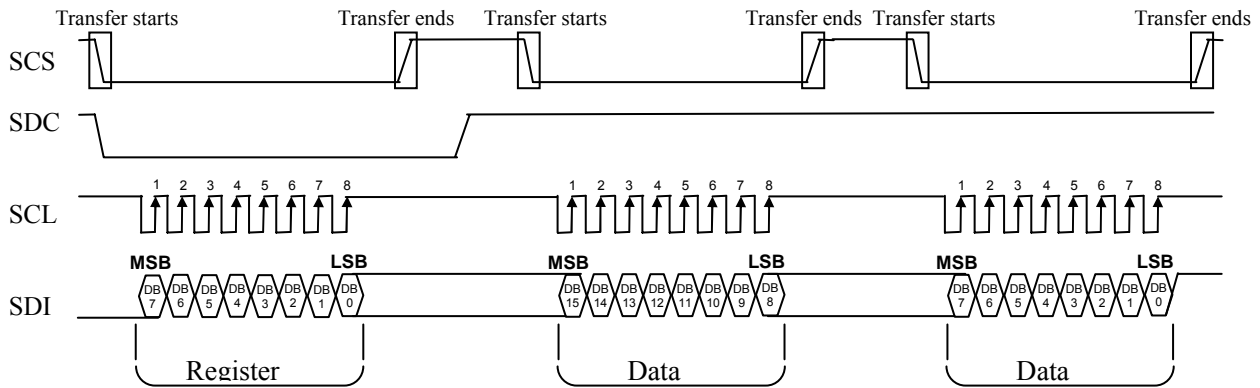 Transfer starts Transfer ends Transfer starts Transfer ends Transfer starts Transfer ends
SCS
SDC
1 2 3 4 5 6 7 8 1 2 3 4 5 6 7 8 1 2 3 4 5 6 7 8
SCL
MSB LSB MSB LSB MSB LSB
SDI DB 7 DB 6 DB 5 DB 4 DB 3 DB 2 DB 1 DB 0 DB 15 DB 14 DB 13 DB 12 DB 11 DB 10 DB 9 DB 8 DB 7 DB 6 DB 5 DB 4 DB 3 DB 2 DB 1 DB 0
Register Data Data